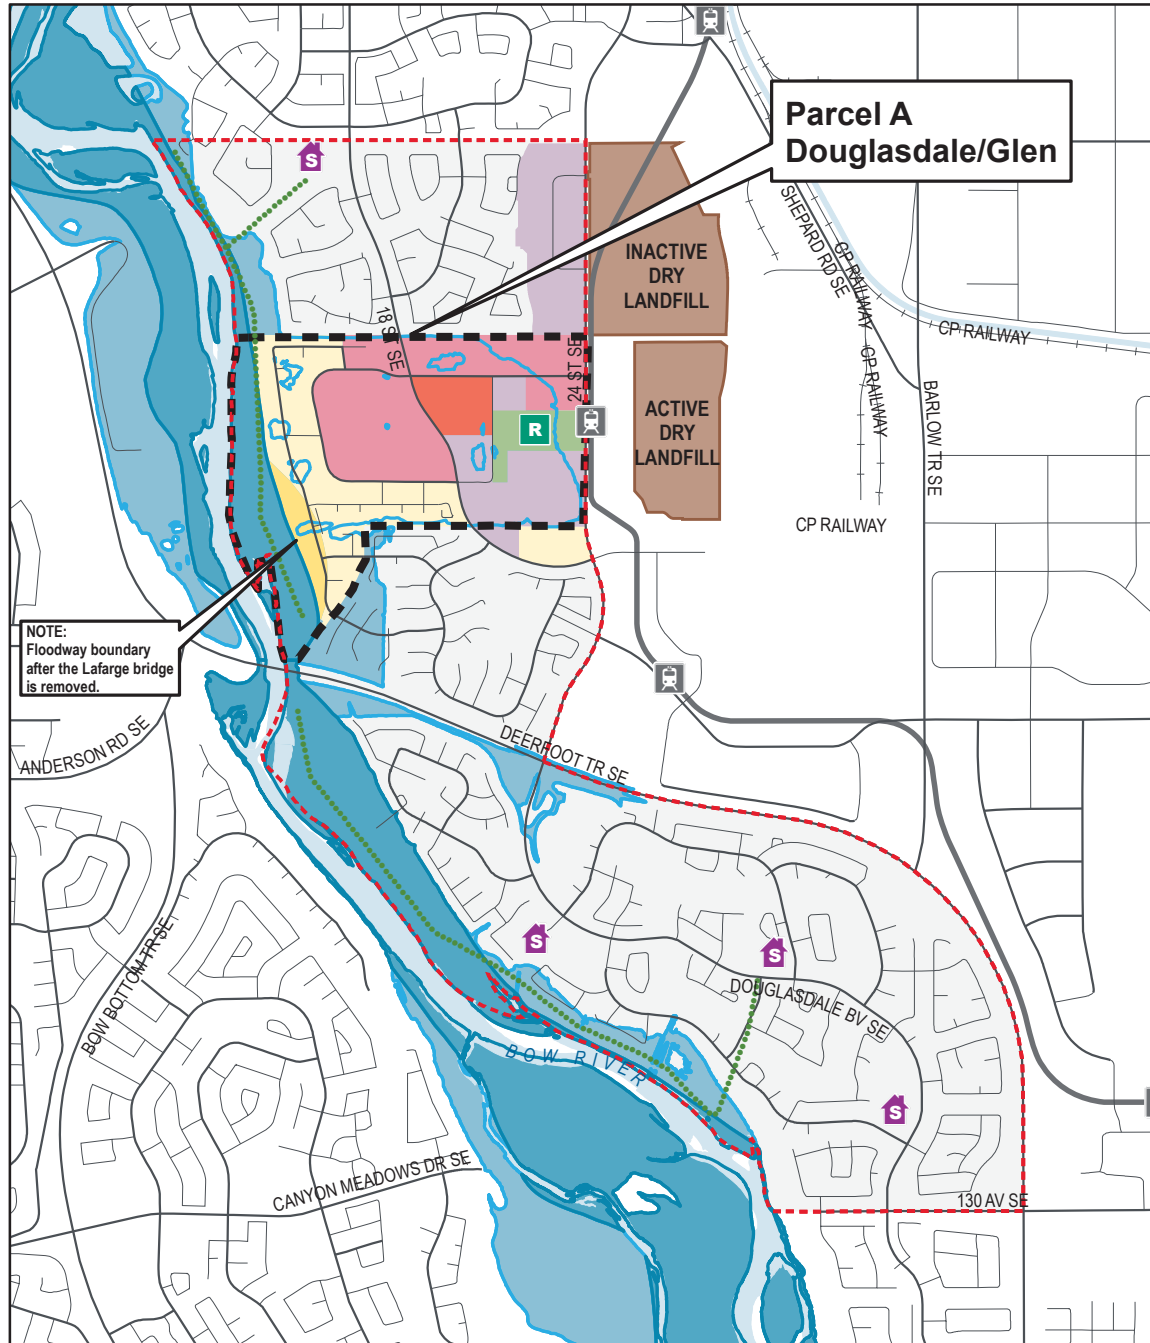 Parcel A
Douglasdale/Glen
S
INACTIVE
DRY
LANDFILL
SHEPARD RD SE
CP RAILWAY
CP RAILWAY
CP RAILWAY
18 ST SE
24 ST SE
R
ACTIVE
DRY
LANDFILL
BARLOW TR SE
CP RAILWAY
NOTE:
Floodway boundary
after the Lafarge bridge
is removed.
ANDERSON RD SE
DEERFOOT TR SE
BOW BOTTOM TR SE
S
S
DOUGLASDALE BV SE
BOW RIVER
S
CANYON MEADOWS DR SE
130 AV SE